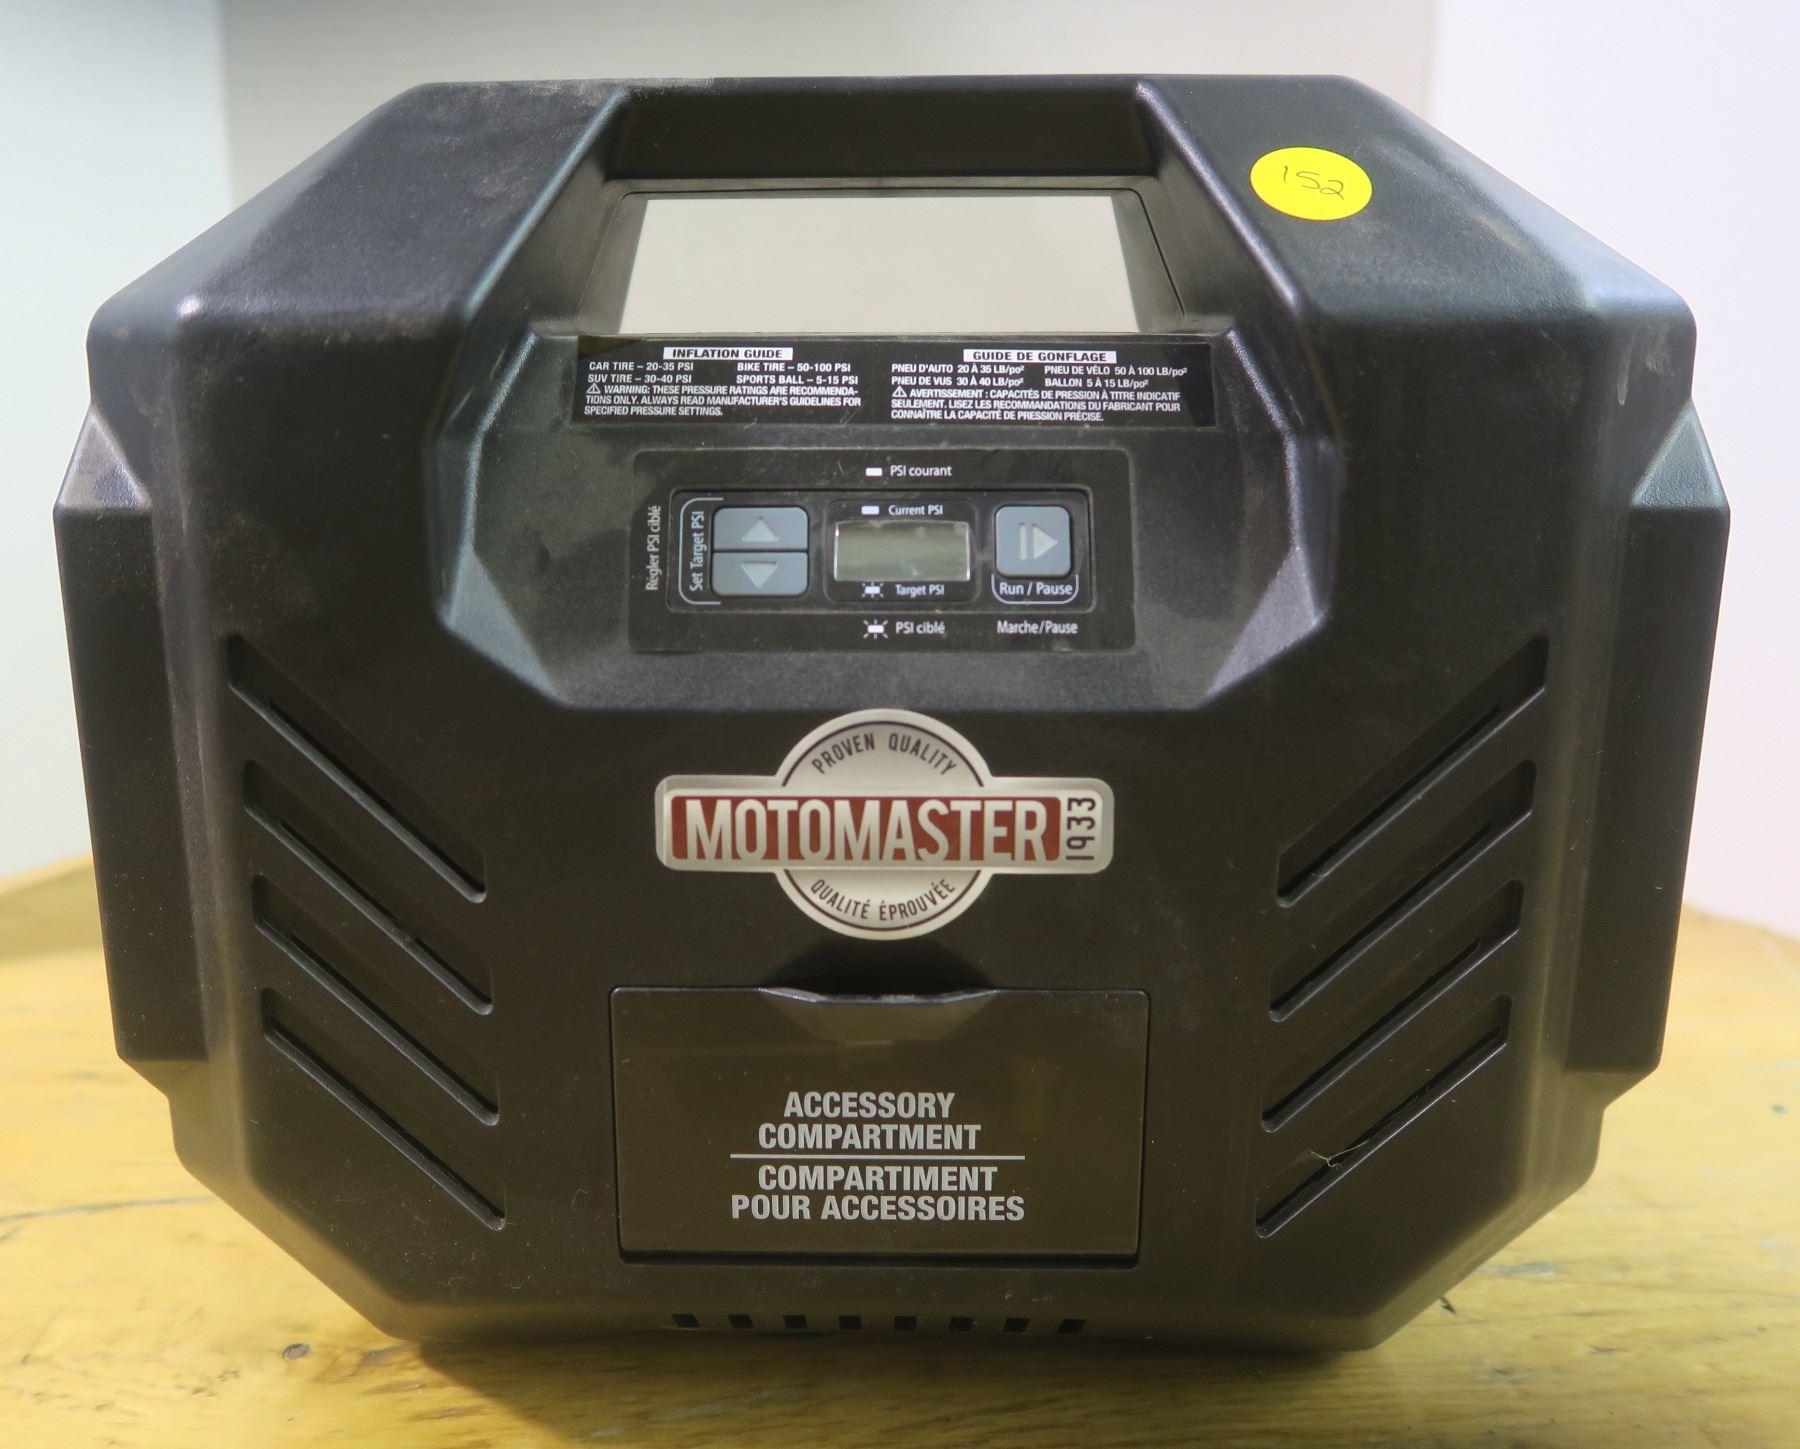 152
INFLATION GUIDE
CAR TIRE – 20-35 PSI BIKE TIRE – 50-100 PSI
SUV TIRE – 30-40 PSI SPORTS BALL – 5-15 PSI
⚠ WARNING: THESE PRESSURE RATINGS ARE RECOMMENDA-
TIONS ONLY. ALWAYS READ MANUFACTURER'S GUIDELINES FOR
SPECIFIED PRESSURE SETTINGS.
GUIDE DE GONFLAGE
PNEU D'AUTO 20 À 35 LB/po² PNEU DE VÉLO 50 À 100 LB/po²
PNEU DE VUS 30 À 40 LB/po² BALLON 5 À 15 LB/po²
⚠ AVERTISSEMENT : CAPACITÉS DE PRESSION À TITRE INDICATIF
SEULEMENT. LISEZ LES RECOMMANDATIONS DU FABRICANT POUR
CONNAÎTRE LA CAPACITÉ DE PRESSION PRÉCISE.
PSI courant
Régler PSI ciblé
Set Target PSI
Current PSI
Target PSI
Run / Pause
PSI ciblé
Marche/Pause
PROVEN QUALITY
MOTOMASTER 1933
QUALITÉ ÉPROUVÉE
ACCESSORY
COMPARTMENT
COMPARTIMENT
POUR ACCESSOIRES